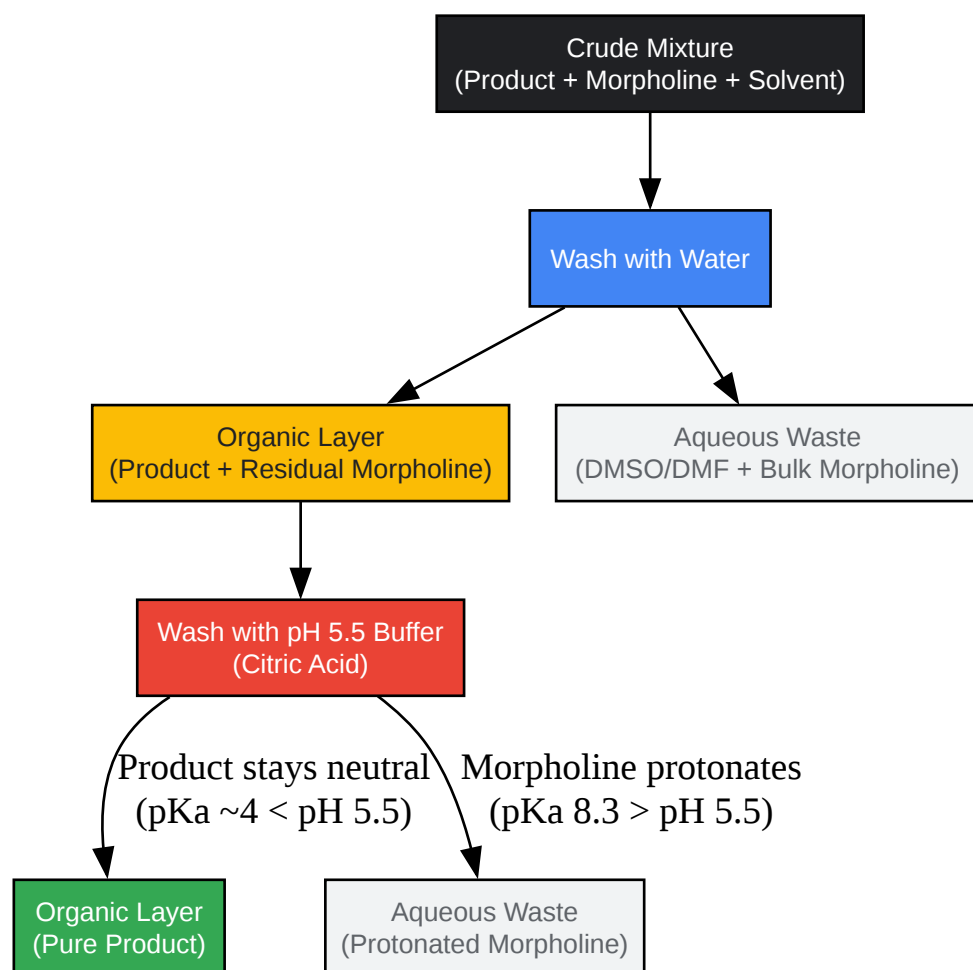 Crude Mixture
(Product + Morpholine + Solvent)
Wash with Water
Organic Layer
(Product + Residual Morpholine)
Aqueous Waste
(DMSO/DMF + Bulk Morpholine)
Wash with pH 5.5 Buffer
(Citric Acid)
Product stays neutral
(pKa ~4 < pH 5.5)
Morpholine protonates
(pKa 8.3 > pH 5.5)
Organic Layer
(Pure Product)
Aqueous Waste
(Protonated Morpholine)